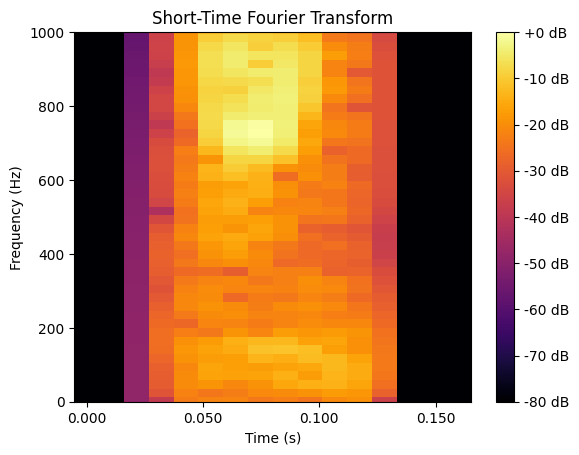 Short-Time Fourier Transform
1000
800
600
400
200
0
Frequency (Hz)
0.000
0.050
0.100
0.150
Time (s)
+0 dB
-10 dB
-20 dB
-30 dB
-40 dB
-50 dB
-60 dB
-70 dB
-80 dB